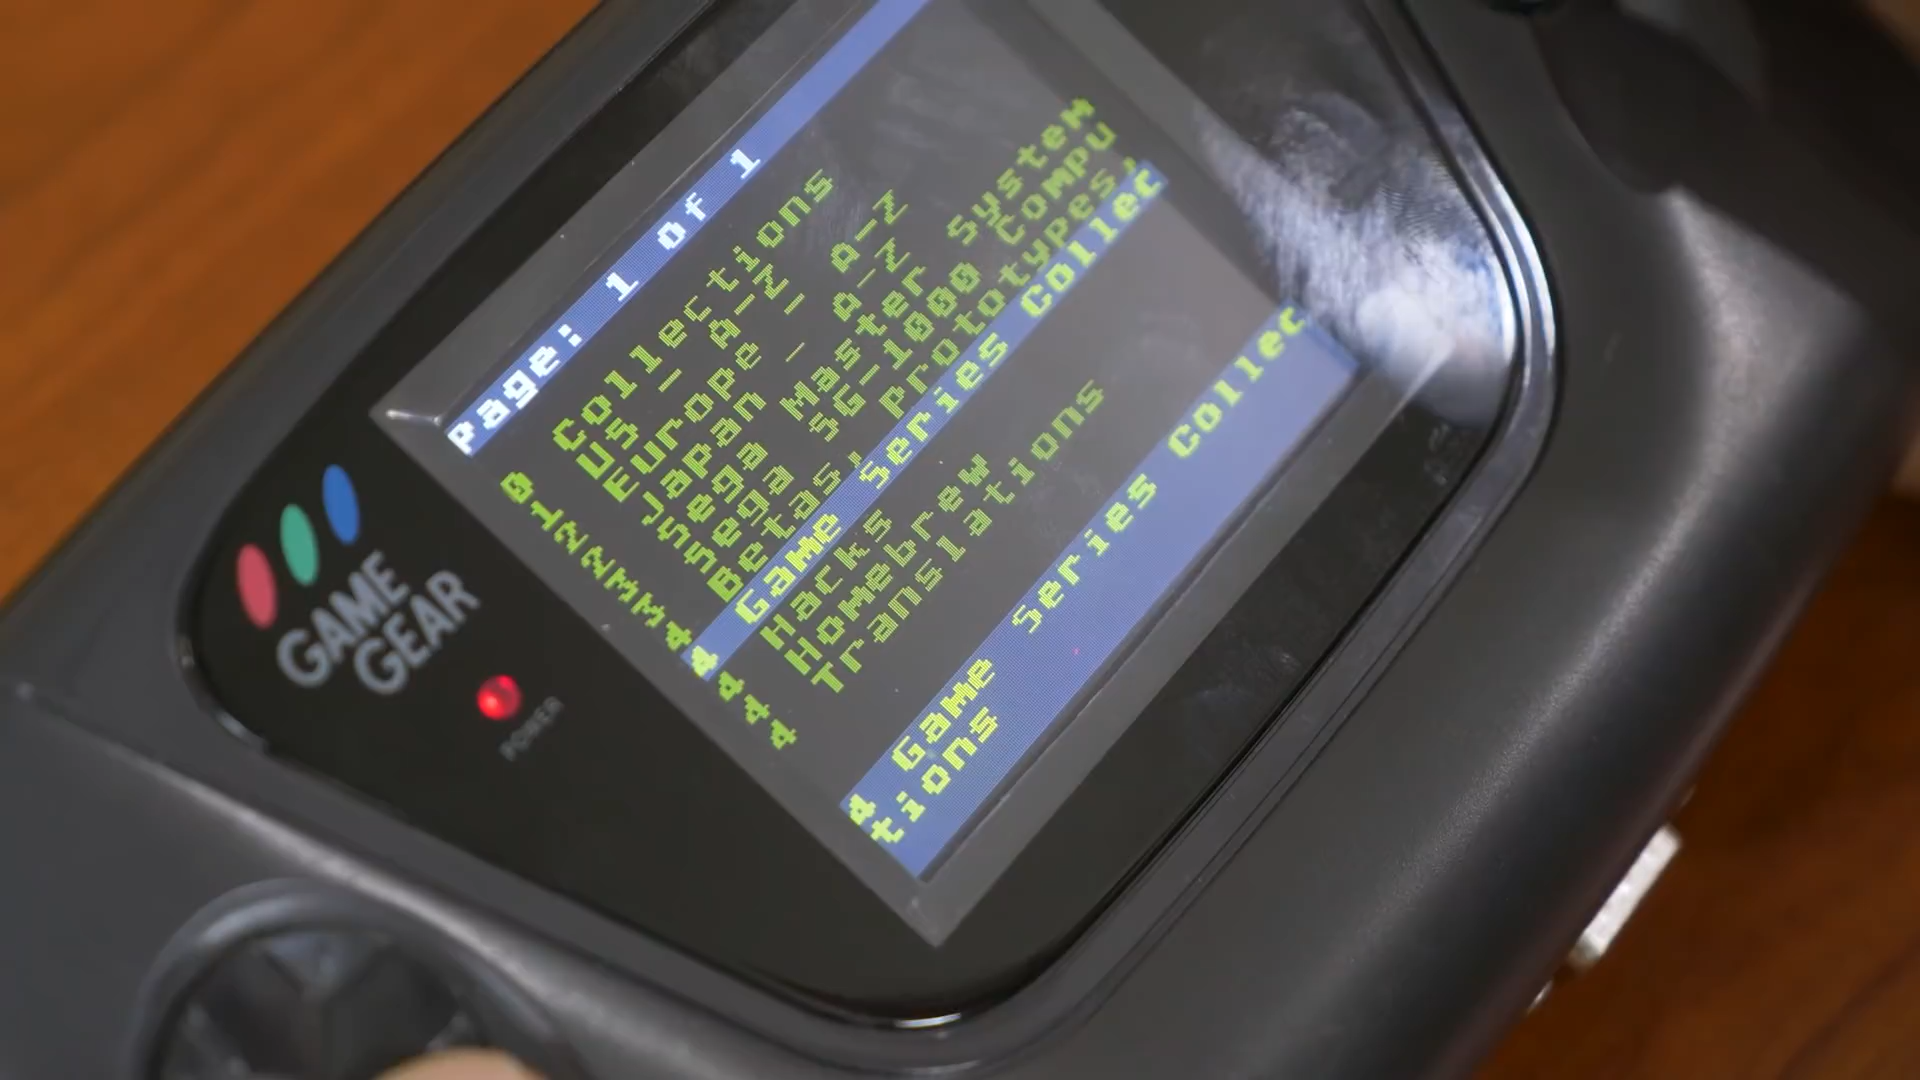 Page: 1 of 1
0 Collections
1 US - A-Z
2 Europe - A-Z
2 Japan - A-Z
3 Sega Master System
3 Sega SG-1000 Compu
4 Betas, Prototypes,
4 Game Series Collec
4 Hacks
4 Homebrew
4 Translations
4 Game Series Collec
tions
GAME
GEAR
POWER